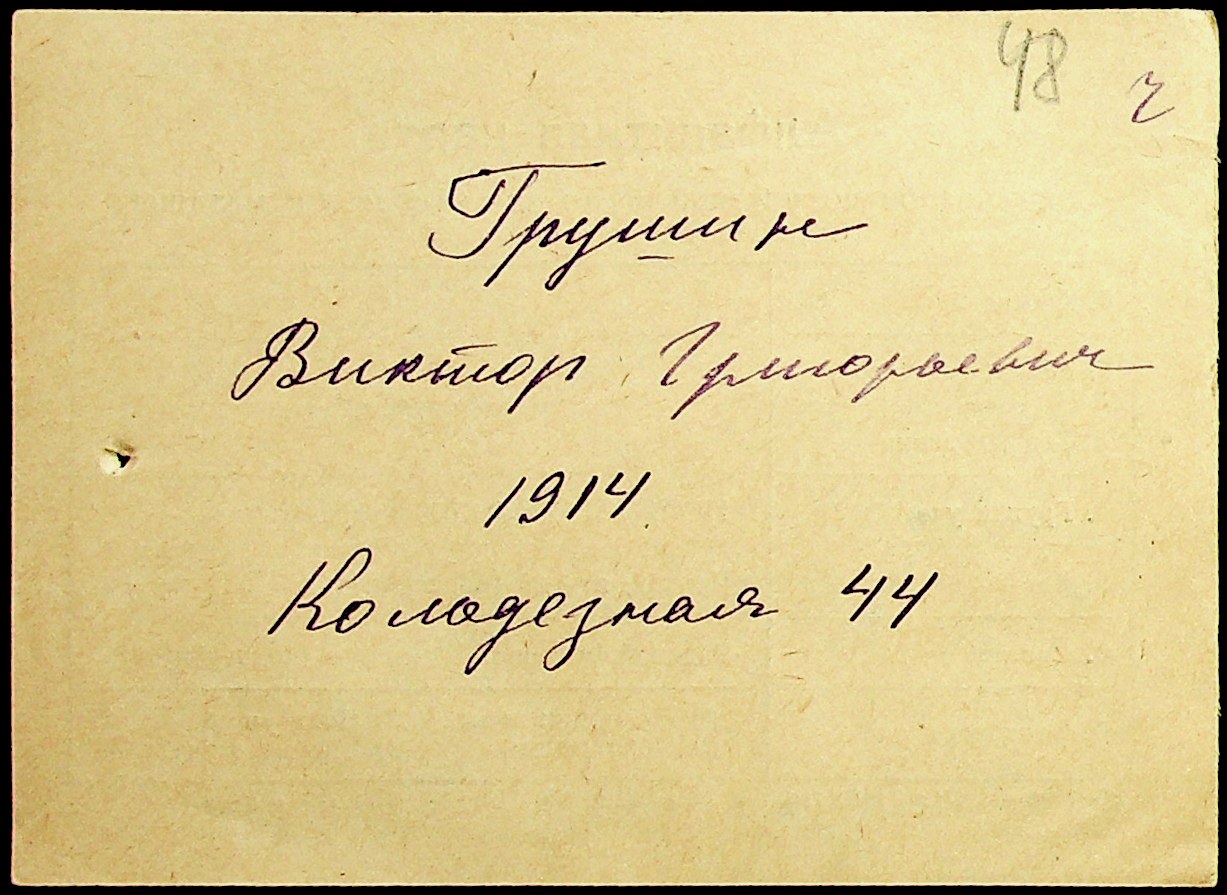 48 г
Грушин
Виктор Григорьевич
1914
Колодезная 44